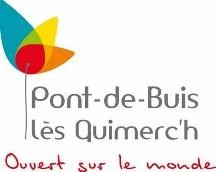 Pont-de-Buis
lès Quimerc'h
Ouvert sur le monde